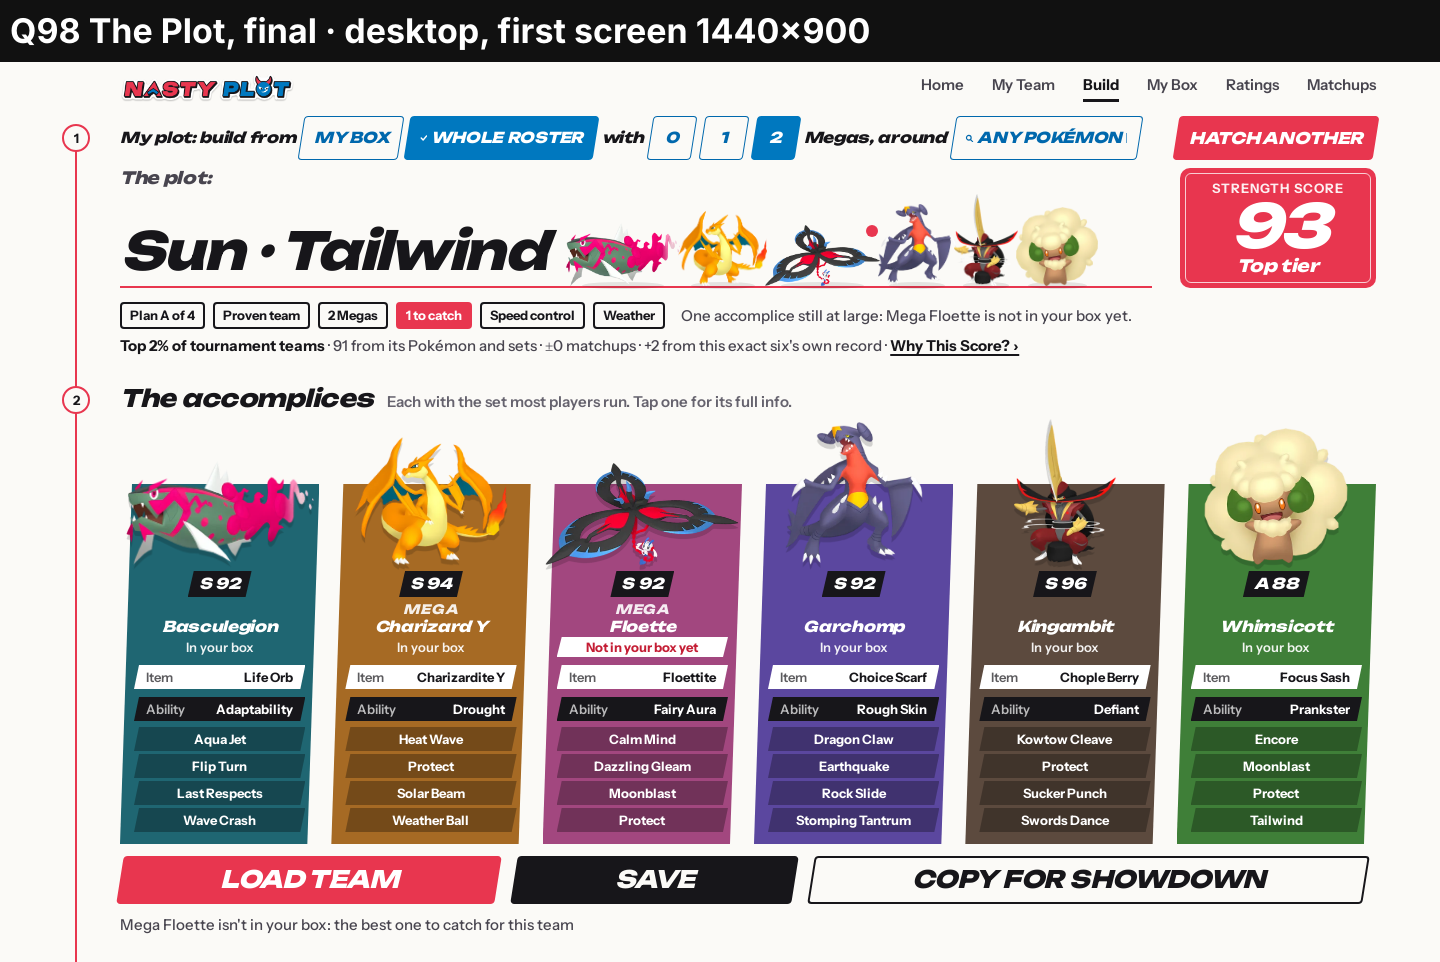 Q98 The Plot, final · desktop, first screen 1440×900
NASTY PLOT
Home My Team Build My Box Ratings Matchups
1
My plot: build from MY BOX WHOLE ROSTER with 0 1 2 Megas, around ANY POKÉMON HATCH ANOTHER
The plot:
STRENGTH SCORE
93
Top tier
Sun · Tailwind
Plan A of 4 Proven team 2 Megas 1 to catch Speed control Weather One accomplice still at large: Mega Floette is not in your box yet.
Top 2% of tournament teams · 91 from its Pokémon and sets · ±0 matchups · +2 from this exact six's own record · Why This Score? ›
2
The accomplices Each with the set most players run. Tap one for its full info.
S 92
Basculegion
In your box
Item Life Orb
Ability Adaptability
Aqua Jet
Flip Turn
Last Respects
Wave Crash
S 94
MEGA
Charizard Y
In your box
Item Charizardite Y
Ability Drought
Heat Wave
Protect
Solar Beam
Weather Ball
S 92
MEGA
Floette
Not in your box yet
Item Floettite
Ability Fairy Aura
Calm Mind
Dazzling Gleam
Moonblast
Protect
S 92
Garchomp
In your box
Item Choice Scarf
Ability Rough Skin
Dragon Claw
Earthquake
Rock Slide
Stomping Tantrum
S 96
Kingambit
In your box
Item Chople Berry
Ability Defiant
Kowtow Cleave
Protect
Sucker Punch
Swords Dance
A 88
Whimsicott
In your box
Item Focus Sash
Ability Prankster
Encore
Moonblast
Protect
Tailwind
LOAD TEAM SAVE COPY FOR SHOWDOWN
Mega Floette isn't in your box: the best one to catch for this team